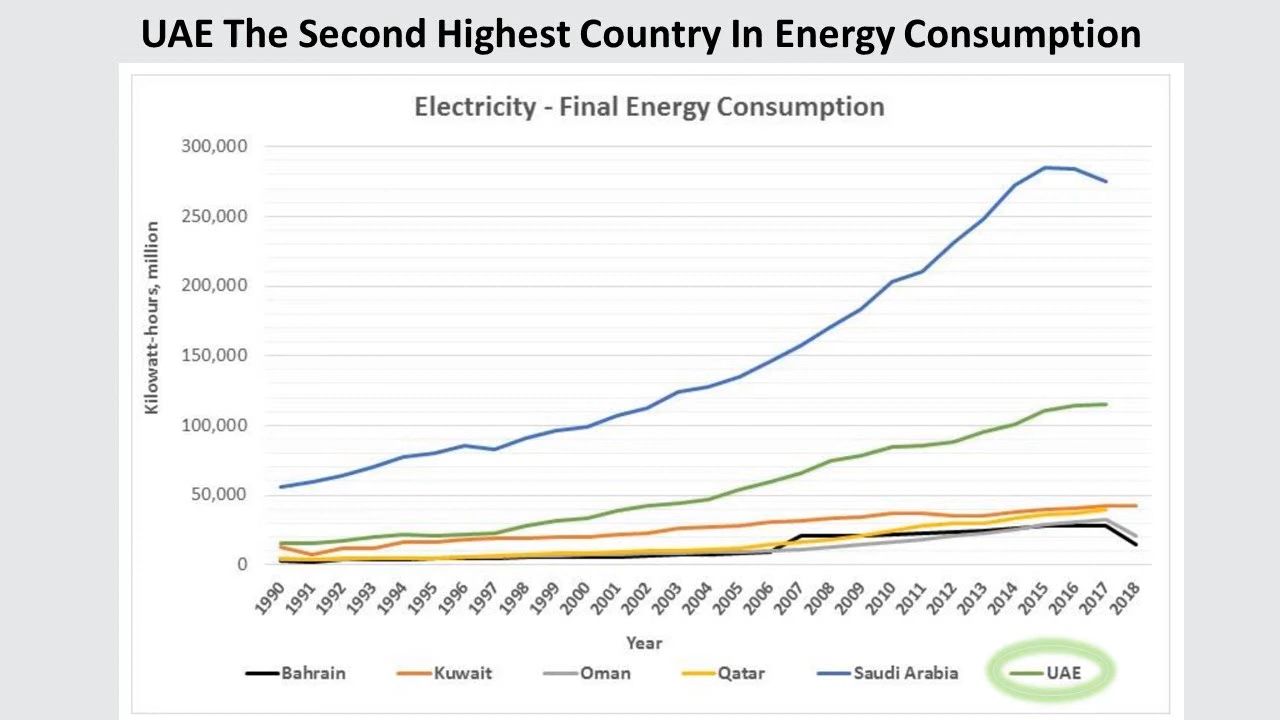 UAE The Second Highest Country In Energy Consumption
Electricity - Final Energy Consumption
Kilowatt-hours, million
300,000
250,000
200,000
150,000
100,000
50,000
0
1990 1991 1992 1993 1994 1995 1996 1997 1998 1999 2000 2001 2002 2003 2004 2005 2006 2007 2008 2009 2010 2011 2012 2013 2014 2015 2016 2017 2018
Year
Bahrain Kuwait Oman Qatar Saudi Arabia UAE